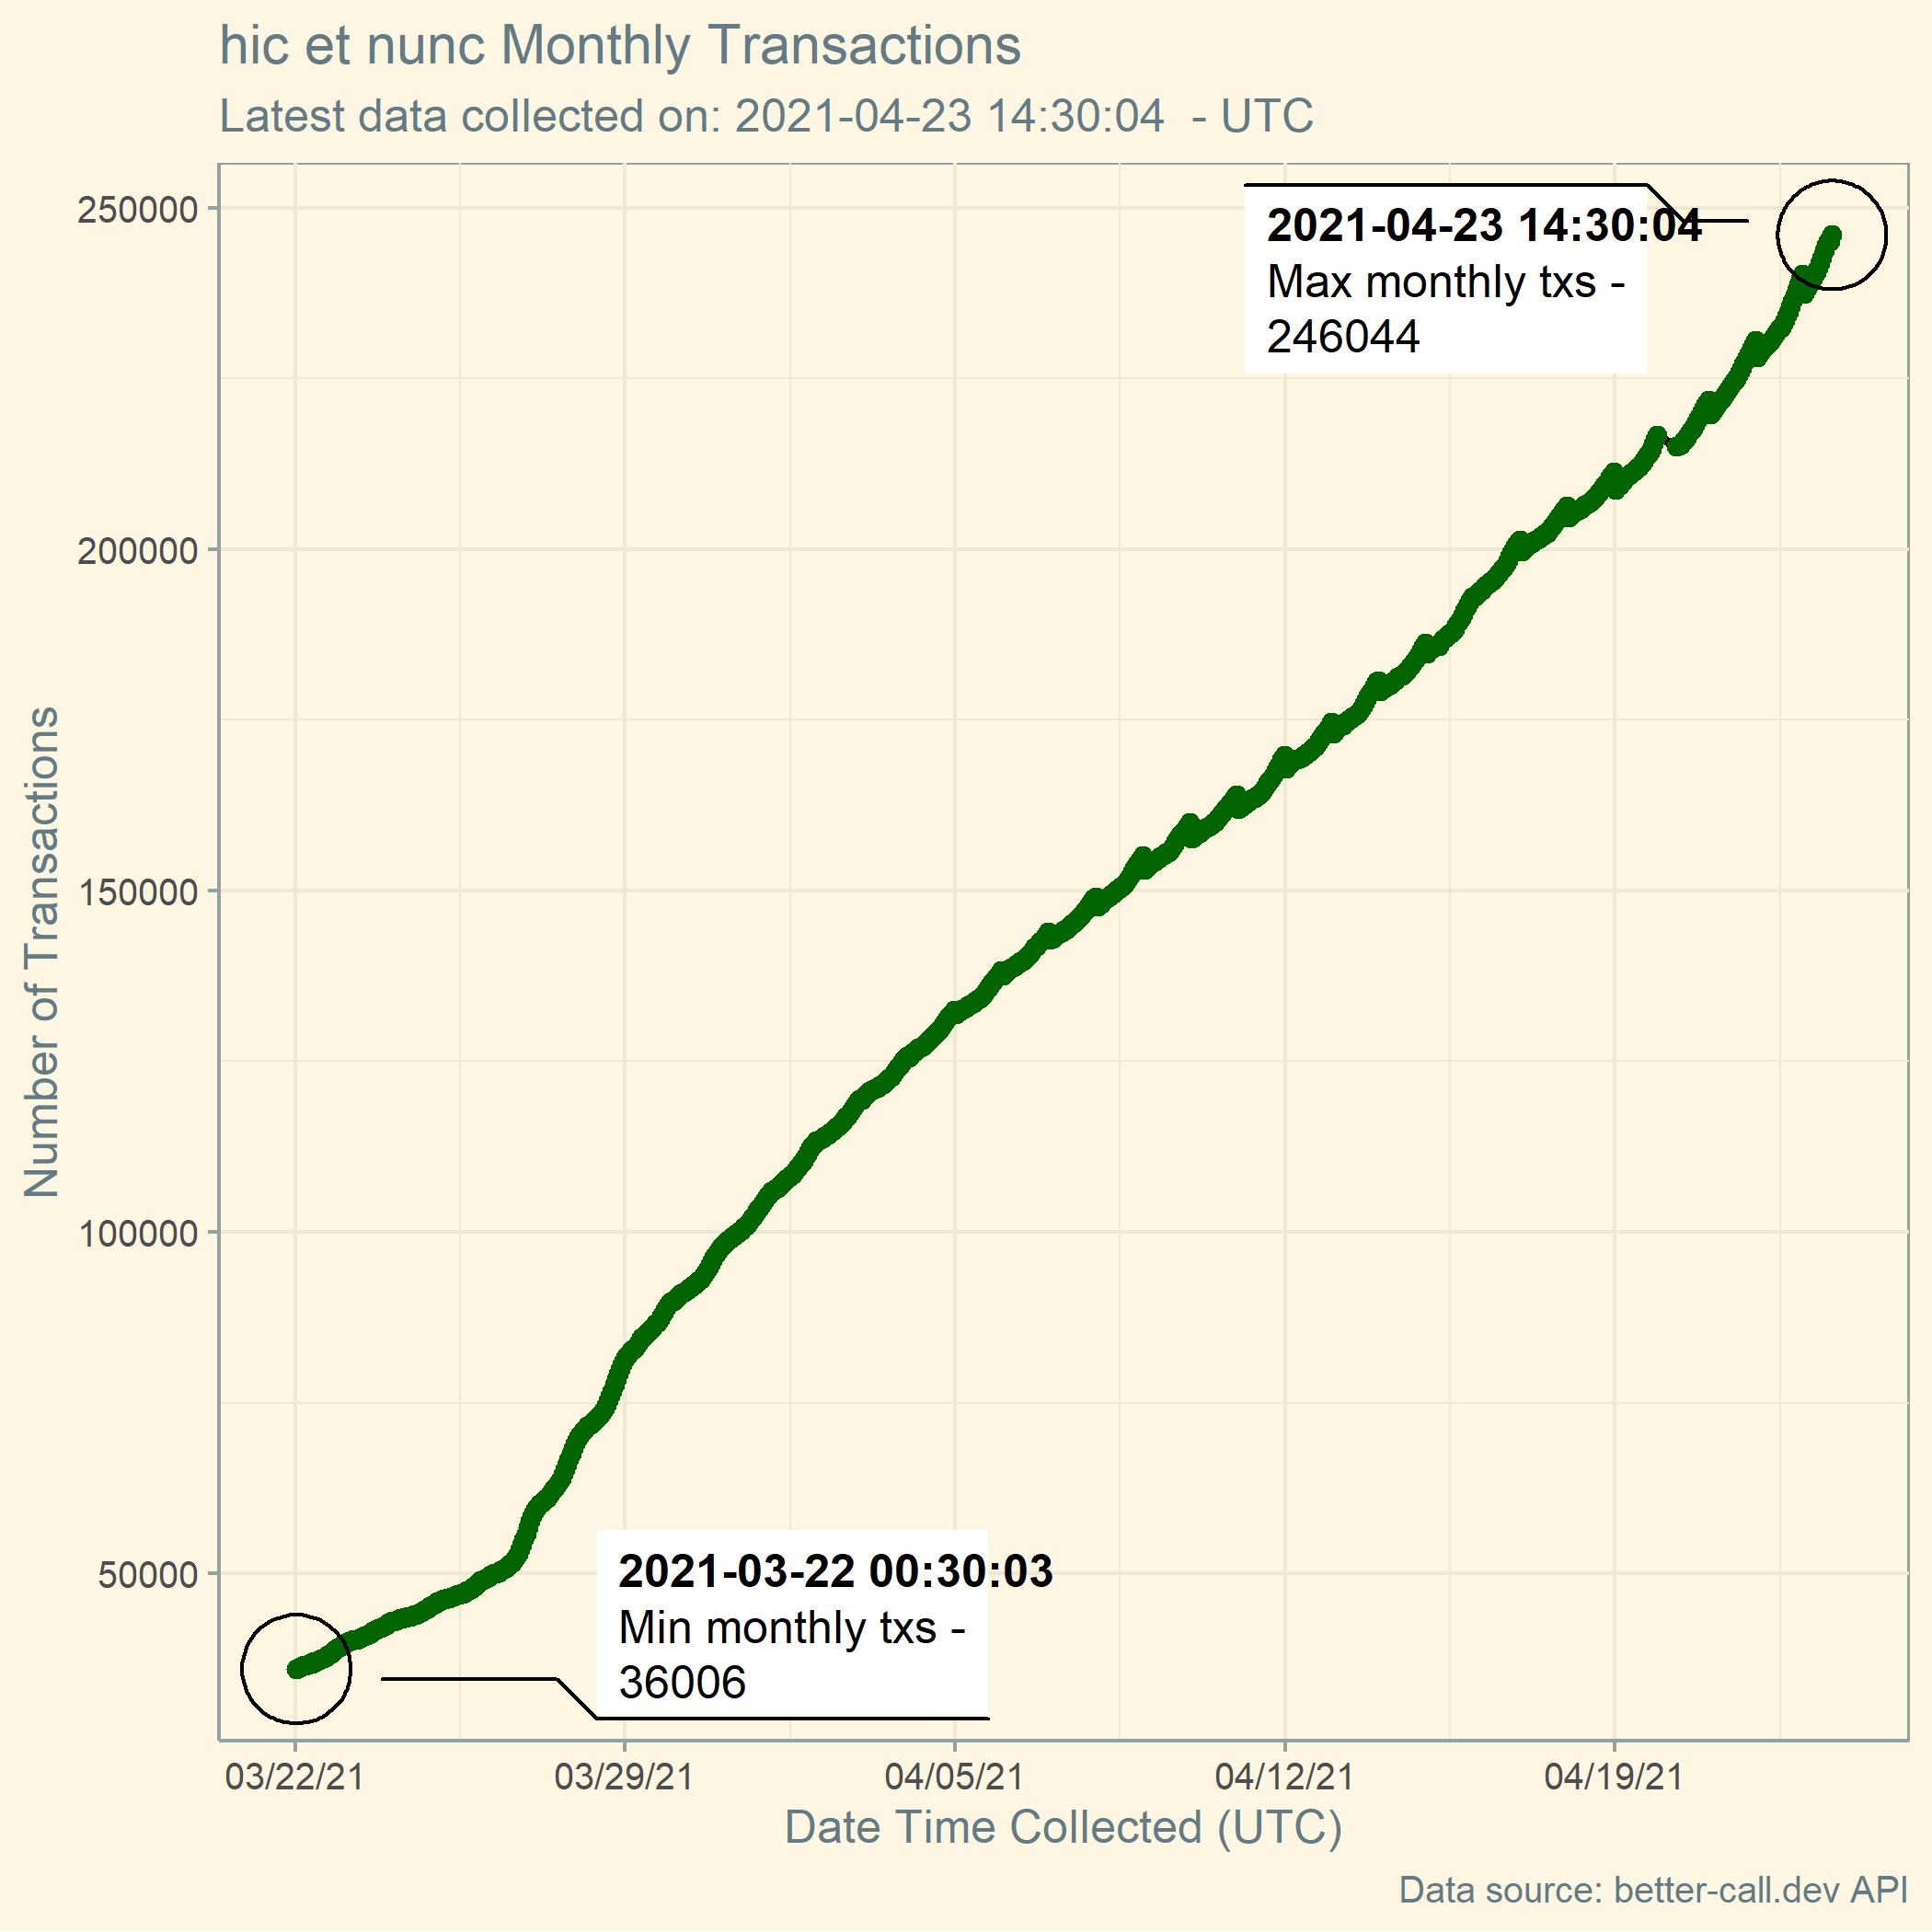 hic et nunc Monthly Transactions
Latest data collected on: 2021-04-23 14:30:04  - UTC
250000
200000
150000
100000
50000
Number of Transactions
2021-04-23 14:30:04
Max monthly txs -
246044
2021-03-22 00:30:03
Min monthly txs -
36006
03/22/21 03/29/21 04/05/21 04/12/21 04/19/21
Date Time Collected (UTC)
Data source: better-call.dev API